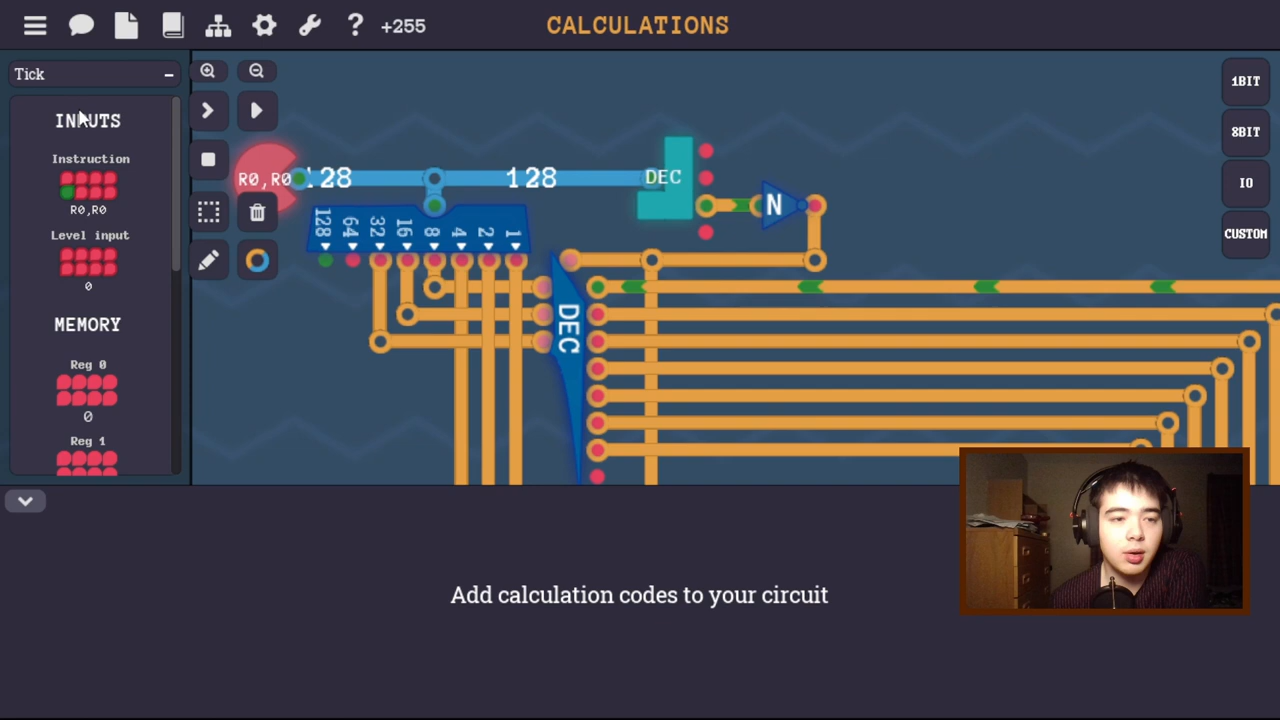 ? +255
CALCULATIONS
Tick
INPUTS
Instruction
R0,R0
Level input
0
MEMORY
Reg 0
0
Reg 1
R0,R0
128
128
DEC
N
128 64 32 16 8 4 2 1
DEC
1BIT
8BIT
IO
CUSTOM
Add calculation codes to your circuit